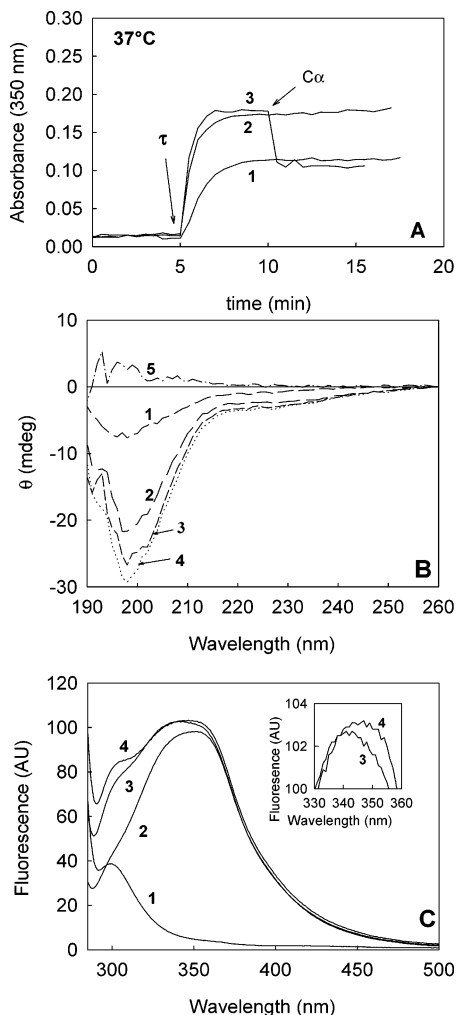 37°C
0.30
0.25
0.20
0.15
0.10
0.05
0.00
Absorbance (350 nm)
τ
3
2
1
Cα
A
0 5 10 15 20
time (min)
10
0
-10
-20
-30
θ (mdeg)
5
1
2
3
4
B
190 200 210 220 230 240 250 260
Wavelength (nm)
120
100
80
60
40
20
0
Fluorescence (AU)
4
3
2
1
104
102
100
Fluoresence (AU)
4
3
330 340 350 360
Wavelength (nm)
C
300 350 400 450 500
Wavelength (nm)